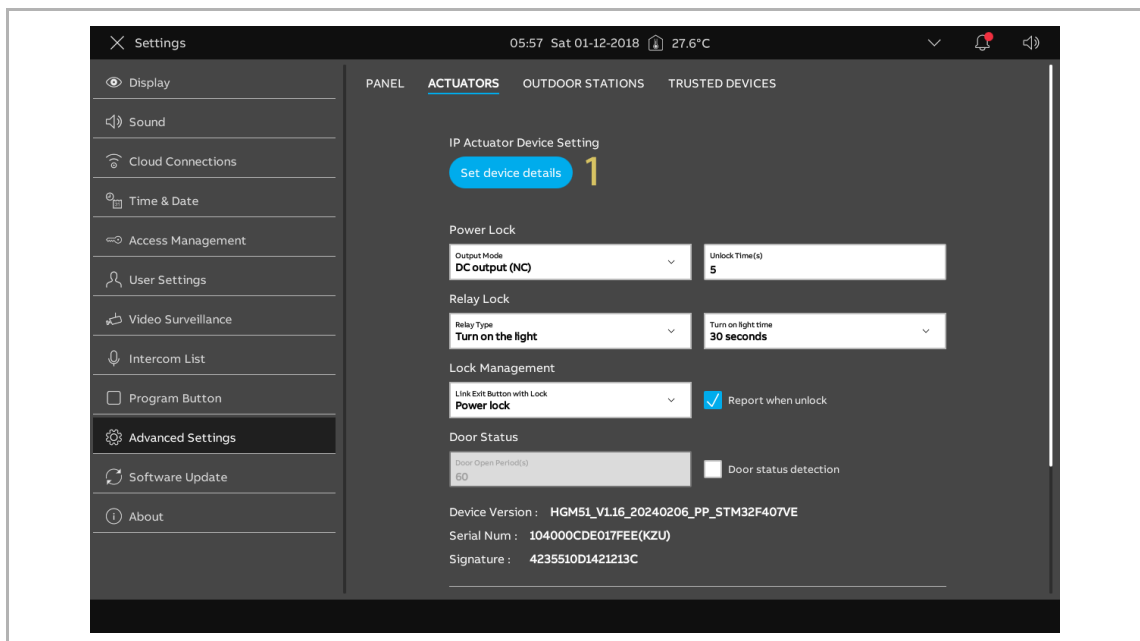 Settings
05:57 Sat 01-12-2018 27.6°C
Display
Sound
Cloud Connections
Time & Date
Access Management
User Settings
Video Surveillance
Intercom List
Program Button
Advanced Settings
Software Update
About
PANEL ACTUATORS OUTDOOR STATIONS TRUSTED DEVICES
IP Actuator Device Setting
Set device details 1
Power Lock
Output Mode
DC output (NC)
Unlock Time(s)
5
Relay Lock
Relay Type
Turn on the light
Turn on light time
30 seconds
Lock Management
Link Exit Button with Lock
Power lock
Report when unlock
Door Status
Door Open Period(s)
60
Door status detection
Device Version : HGM51_V1.16_20240206_PP_STM32F407VE
Serial Num : 104000CDE017FEE(KZU)
Signature : 4235510D1421213C